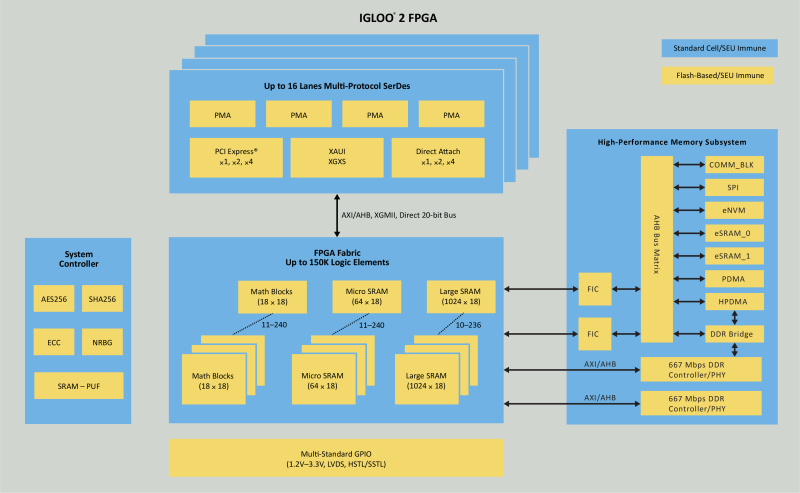 IGLOO® 2 FPGA
Standard Cell/SEU Immune
Flash-Based/SEU Immune
Up to 16 Lanes Multi-Protocol SerDes
PMA
PMA
PMA
PMA
PCI Express®
x1, x2, x4
XAUI
XGXS
Direct Attach
x1, x2, x4
AXI/AHB, XGMII, Direct 20-bit Bus
System
Controller
AES256
SHA256
ECC
NRBG
SRAM – PUF
FPGA Fabric
Up to 150K Logic Elements
Math Blocks
(18 x 18)
Micro SRAM
(64 x 18)
Large SRAM
(1024 x 18)
11–240
11–240
10–236
Math Blocks
(18 x 18)
Micro SRAM
(64 x 18)
Large SRAM
(1024 x 18)
Multi-Standard GPIO
(1.2V–3.3V, LVDS, HSTL/SSTL)
High-Performance Memory Subsystem
FIC
FIC
AHB Bus Matrix
COMM_BLK
SPI
eNVM
eSRAM_0
eSRAM_1
PDMA
HPDMA
DDR Bridge
AXI/AHB
667 Mbps DDR
Controller/PHY
AXI/AHB
667 Mbps DDR
Controller/PHY